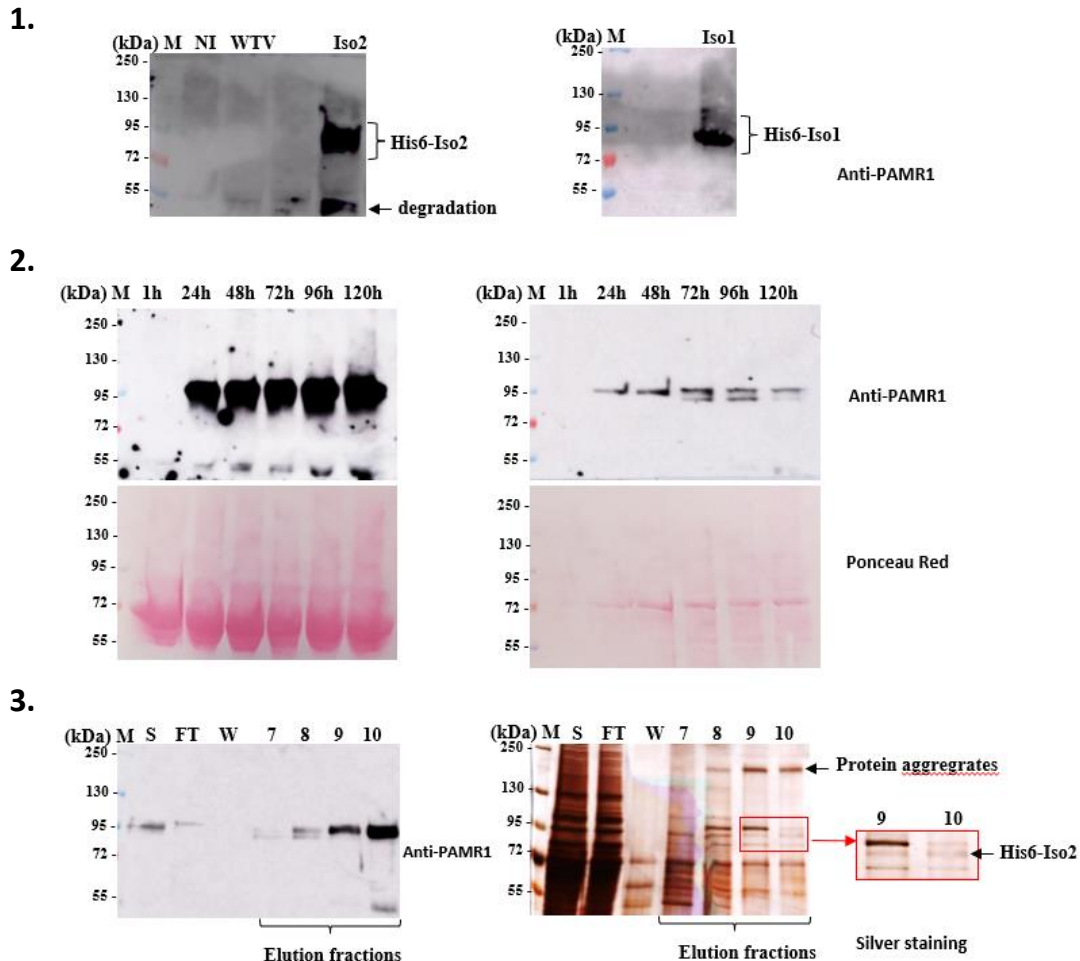 1.
(kDa) M NI WTV Iso2
250 -
130 -
95 -
72 -
55 -
His6-Iso2
degradation
(kDa) M Iso1
250 -
130 -
95 -
72 -
55 -
His6-Iso1
Anti-PAMR1
2.
(kDa) M 1h 24h 48h 72h 96h 120h
250 -
130 -
95 -
72 -
55 -
250 -
130 -
95 -
72 -
55 -
(kDa) M 1h 24h 48h 72h 96h 120h
250 -
130 -
95 -
72 -
55 -
Anti-PAMR1
250 -
130 -
95 -
72 -
55 -
Ponceau Red
3.
(kDa) M S FT W 7 8 9 10
250 -
130 -
95 -
72 -
55 -
Anti-PAMR1
Elution fractions
(kDa) M S FT W 7 8 9 10
250 -
130 -
95 -
72 -
55 -
Protein aggregrates
9 10
His6-Iso2
Elution fractions
Silver staining